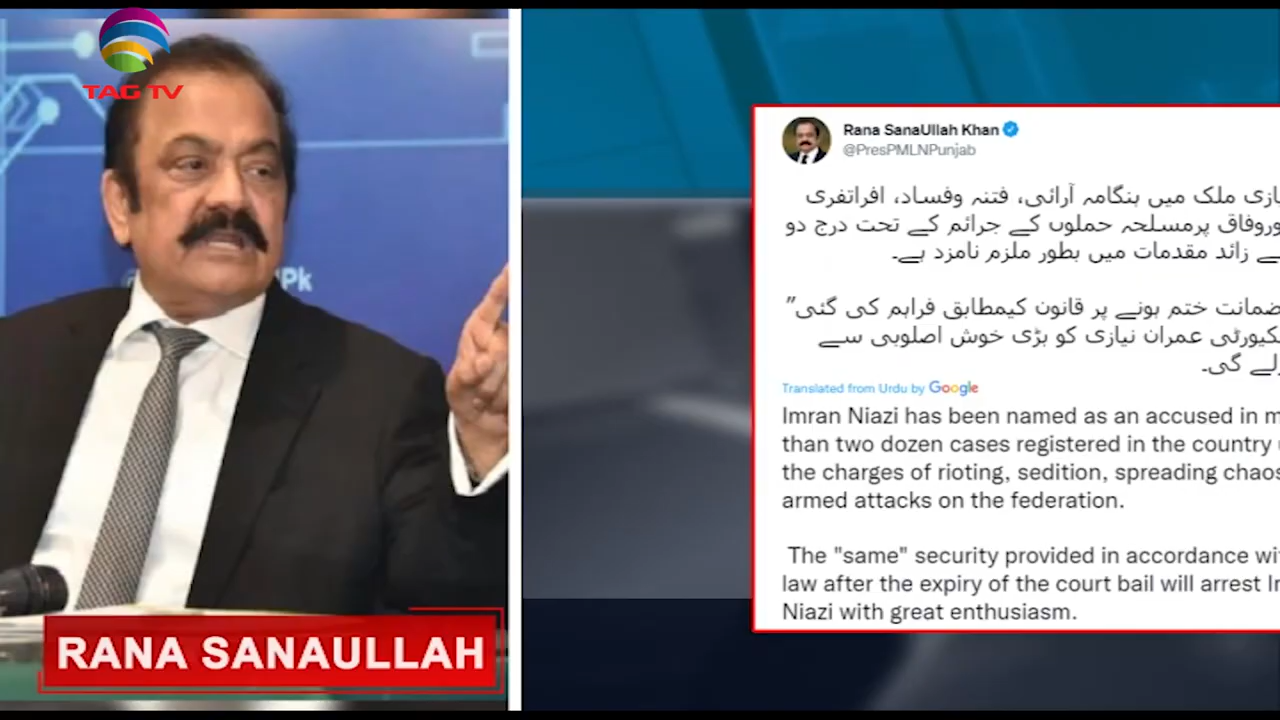 TAG TV
Pk
RANA SANAULLAH
Rana SanaUllah Khan
@PresPMLNPunjab
ملک میں ہنگامہ آرائی، فتنہ وفساد، افراتفری
پرمسلحہ حملوں کے جرائم کے تحت درج دو
زائد مقدمات میں بطور ملزم نامزد ہے۔
ضمانت ختم ہونے پر قانون کیمطابق فراہم کی گئی”
عمران نیازی کو بڑی خوش اصلوبی سے
گی۔
Translated from Urdu by Google
Imran Niazi has been named as an accused in
than two dozen cases registered in the country
the charges of rioting, sedition, spreading chaos
armed attacks on the federation.
The "same" security provided in accordance
law after the expiry of the court bail will arrest
Niazi with great enthusiasm.